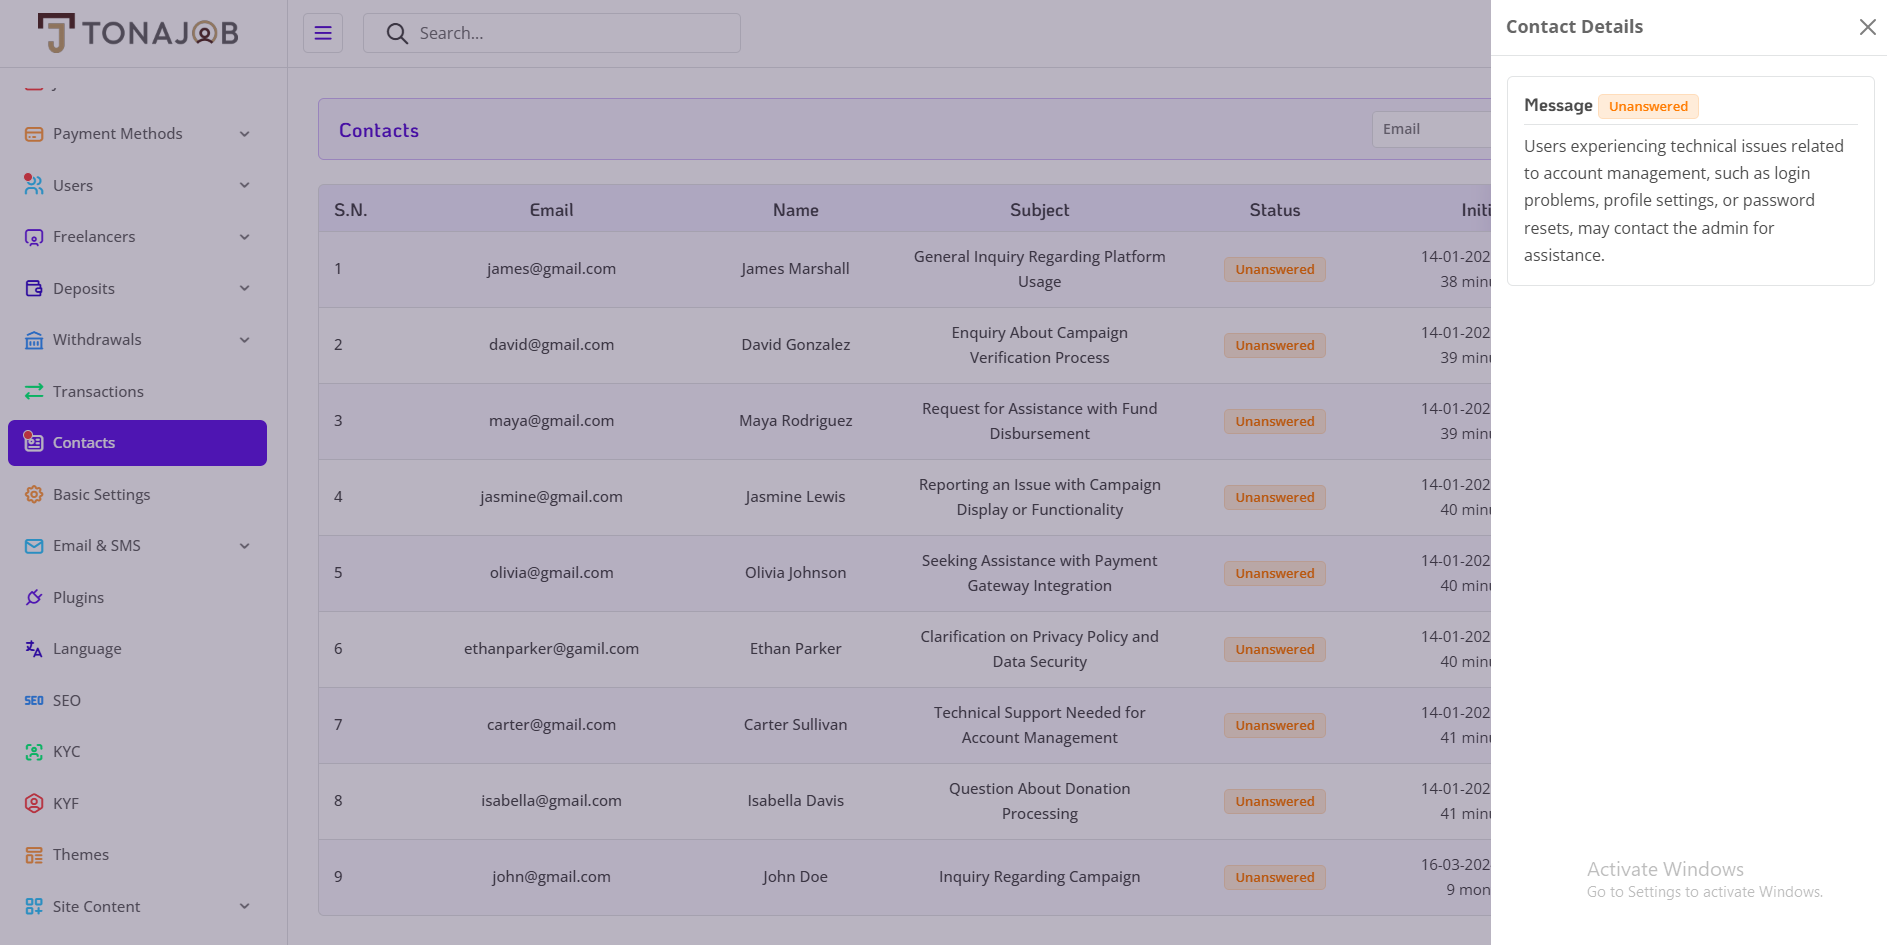 TONAJOB
Search...
Payment Methods
Users
Freelancers
Deposits
Withdrawals
Transactions
Contacts
Basic Settings
Email & SMS
Plugins
Language
SEO SEO
KYC
KYF
Themes
Site Content
Contacts
Email
S.N. Email Name Subject Status Initi
1 james@gmail.com James Marshall General Inquiry Regarding Platform Usage Unanswered 14-01-202 38 minu
2 david@gmail.com David Gonzalez Enquiry About Campaign Verification Process Unanswered 14-01-202 39 minu
3 maya@gmail.com Maya Rodriguez Request for Assistance with Fund Disbursement Unanswered 14-01-202 39 minu
4 jasmine@gmail.com Jasmine Lewis Reporting an Issue with Campaign Display or Functionality Unanswered 14-01-202 40 minu
5 olivia@gmail.com Olivia Johnson Seeking Assistance with Payment Gateway Integration Unanswered 14-01-202 40 minu
6 ethanparker@gamil.com Ethan Parker Clarification on Privacy Policy and Data Security Unanswered 14-01-202 40 minu
7 carter@gmail.com Carter Sullivan Technical Support Needed for Account Management Unanswered 14-01-202 41 minu
8 isabella@gmail.com Isabella Davis Question About Donation Processing Unanswered 14-01-202 41 minu
9 john@gmail.com John Doe Inquiry Regarding Campaign Unanswered 16-03-202 9 mon
Contact Details
Message Unanswered
Users experiencing technical issues related
to account management, such as login
problems, profile settings, or password
resets, may contact the admin for
assistance.
Activate Windows
Go to Settings to activate Windows.